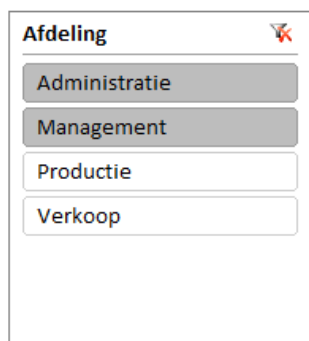 Afdeling
Administratie
Management
Productie
Verkoop